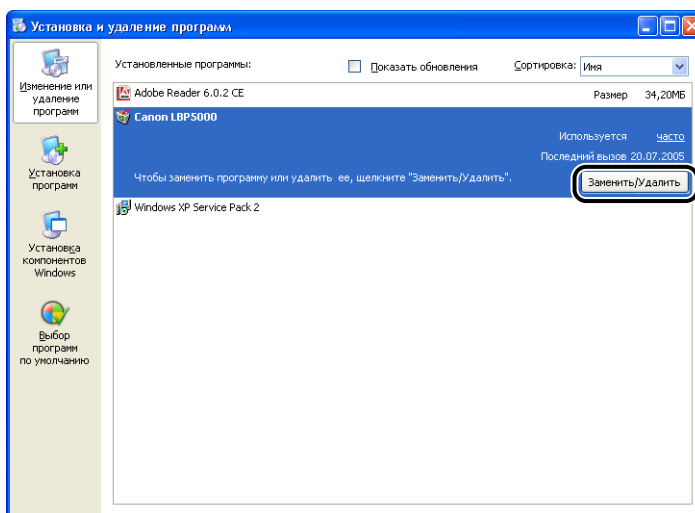 Установка и удаление программ
Изменение или
удаление
программ
Установка
программ
Установка
компонентов
Windows
Выбор
программ
по умолчанию
Установленные программы:
Показать обновления
Сортировка: Имя
Adobe Reader 6.0.2 CE
Размер 34,20МБ
Canon LBP5000
Используется часто
Последний вызов 20.07.2005
Чтобы заменить программу или удалить ее, щелкните "Заменить/Удалить".
Заменить/Удалить
Windows XP Service Pack 2